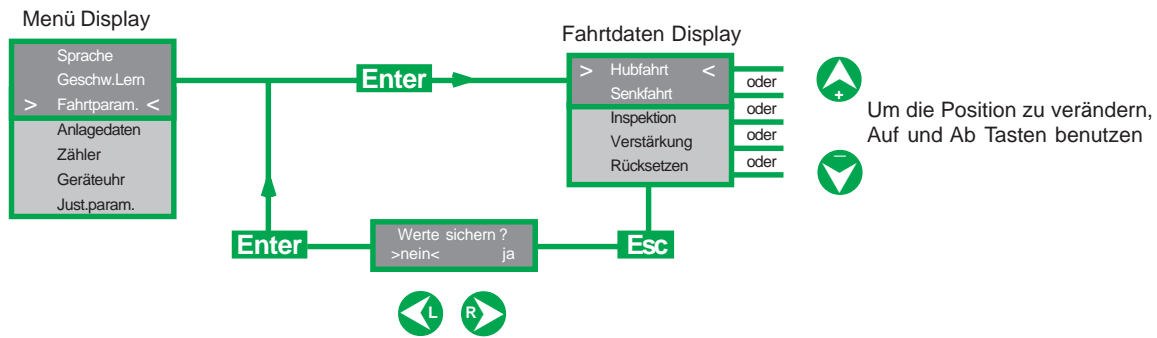 Menü Display
Sprache
Geschw.Lern
> Fahrtparam. <
Anlagedaten
Zähler
Geräteuhr
Just.param.
Enter
Fahrtdaten Display
> Hubfahrt <
Senkfahrt
Inspektion
Verstärkung
Rücksetzen
oder
oder
oder
oder
+
Um die Position zu verändern,
Auf und Ab Tasten benutzen
–
Enter
Werte sichern ?
>nein< ja
Esc
L
R